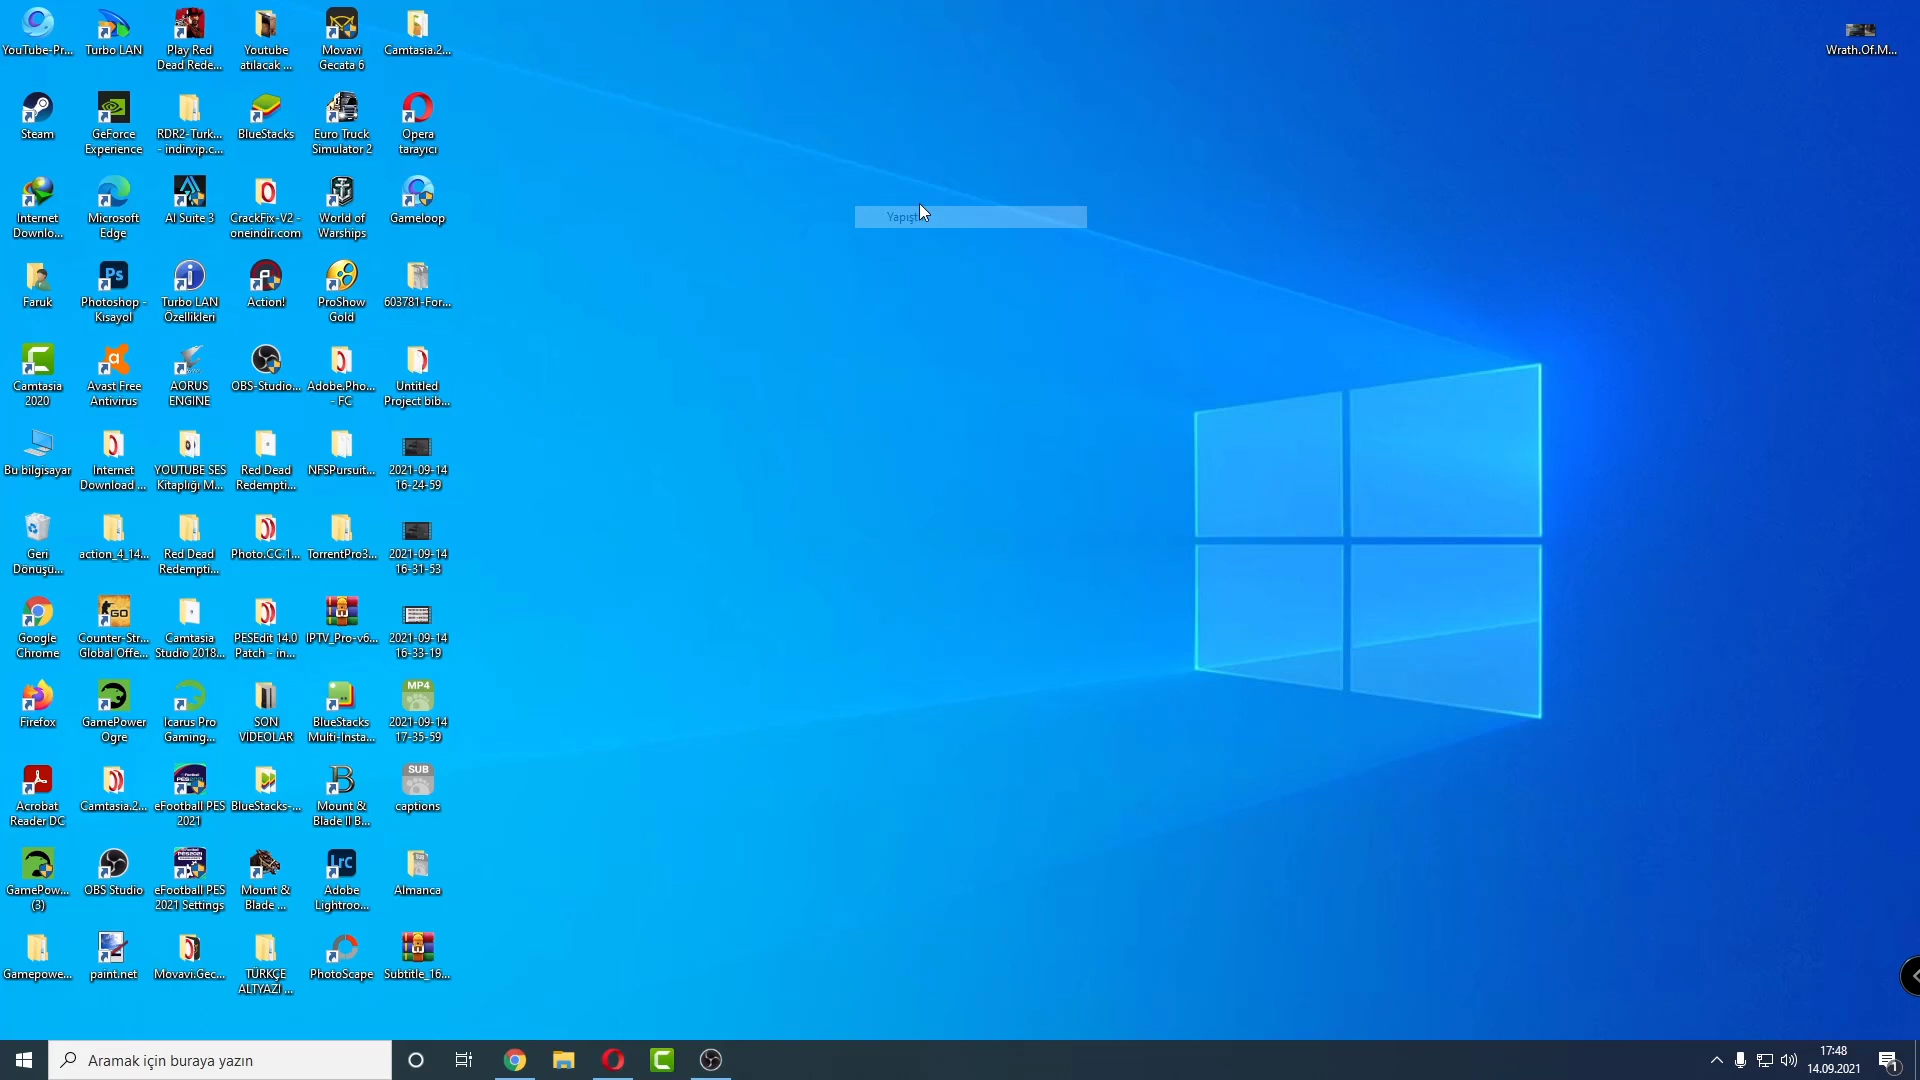 YouTube-Pr...
Turbo LAN
Play Red
Dead Rede...
Youtube
atılacak ...
Movavi
Gecata 6
Camtasia.2...
Wrath.Of.M...
Steam
GeForce
Experience
RDR2-Turk...
- indirvip.c...
BlueStacks
Euro Truck
Simulator 2
Opera
tarayıcı
Internet
Downlo...
Microsoft
Edge
AI Suite 3
CrackFix-V2 -
oneindir.com
World of
Warships
Gameloop
Faruk
Ps
Photoshop -
Kısayol
Turbo LAN
Özellikleri
Action!
ProShow
Gold
603781-For...
Camtasia
2020
Avast Free
Antivirus
AORUS
ENGINE
OBS-Studio...
Adobe.Pho...
- FC
Untitled
Project bib...
Bu bilgisayar
Internet
Download ...
YOUTUBE SES
Kitaplığı M...
Red Dead
Redempti...
NFSPursuit...
2021-09-14
16-24-59
Geri
Dönüşü...
action_4_14...
Red Dead
Redempti...
Photo.CC.1...
TorrentPro3...
2021-09-14
16-31-53
Google
Chrome
GO
Counter-Str...
Global Offe...
Camtasia
Studio 2018...
PESEdit 14.0
Patch - in...
IPTV_Pro-v6...
2021-09-14
16-33-19
Firefox
GamePower
Ogre
Icarus Pro
Gaming...
SON
VİDEOLAR
BlueStacks
Multi-Insta...
MP4
2021-09-14
17-35-59
Acrobat
Reader DC
Camtasia.2...
eFootball PES
2021
BlueStacks-...
Mount &
Blade II B...
SUB
captions
GamePow...
(3)
OBS Studio
eFootball PES
2021 Settings
Mount &
Blade ...
Lrc
Adobe
Lightroo...
Almanca
Gamepowe...
paint.net
Movavi.Gec...
TÜRKÇE
ALTYAZI ...
PhotoScape
Subtitle_16...
Aramak için buraya yazın
17:48
14.09.2021
1